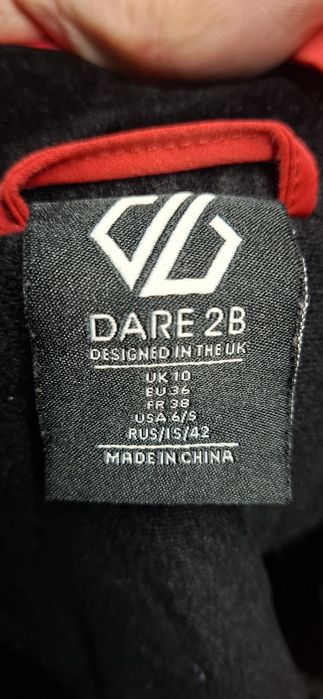 DARE 2B
DESIGNED IN THE UK
UK 10
EU 36
FR 38
USA 6/S
RUS/IS/42
MADE IN CHINA